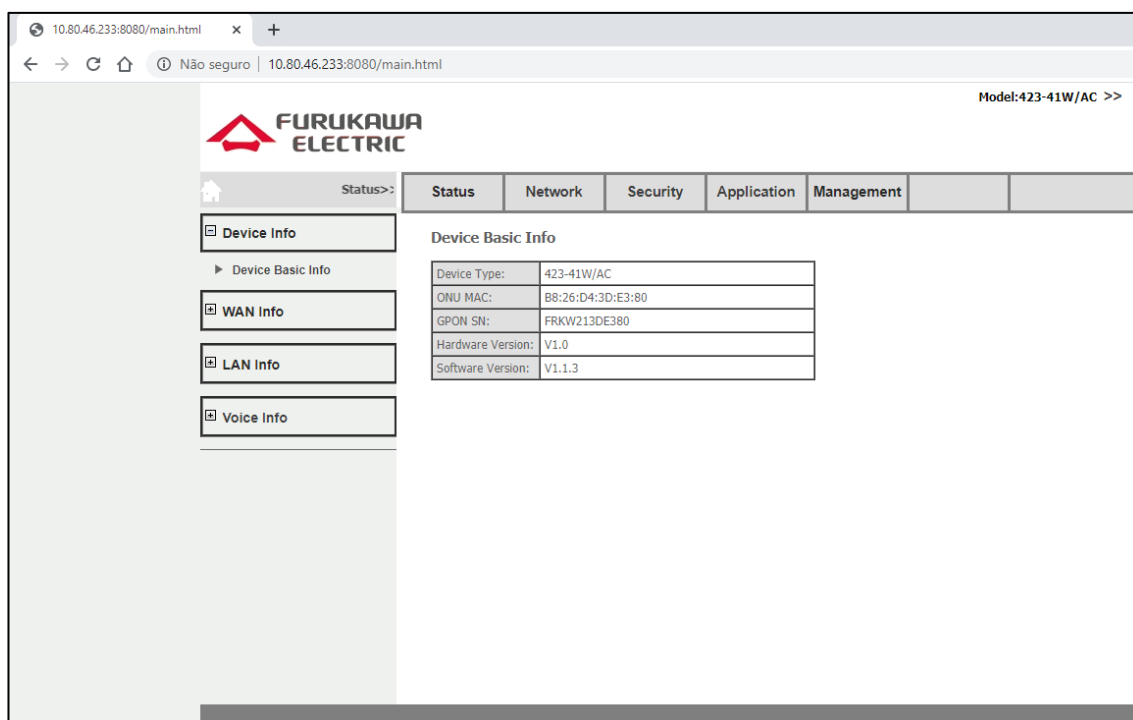 10.80.46.233:8080/main.html
Não seguro | 10.80.46.233:8080/main.html
Model:423-41W/AC >>
FURUKAWA
ELECTRIC
Status>:
Status Network Security Application Management
Device Info
Device Basic Info
WAN Info
LAN Info
Voice Info
Device Basic Info
Device Type: 423-41W/AC
ONU MAC: B8:26:D4:3D:E3:80
GPON SN: FRKW213DE380
Hardware Version: V1.0
Software Version: V1.1.3